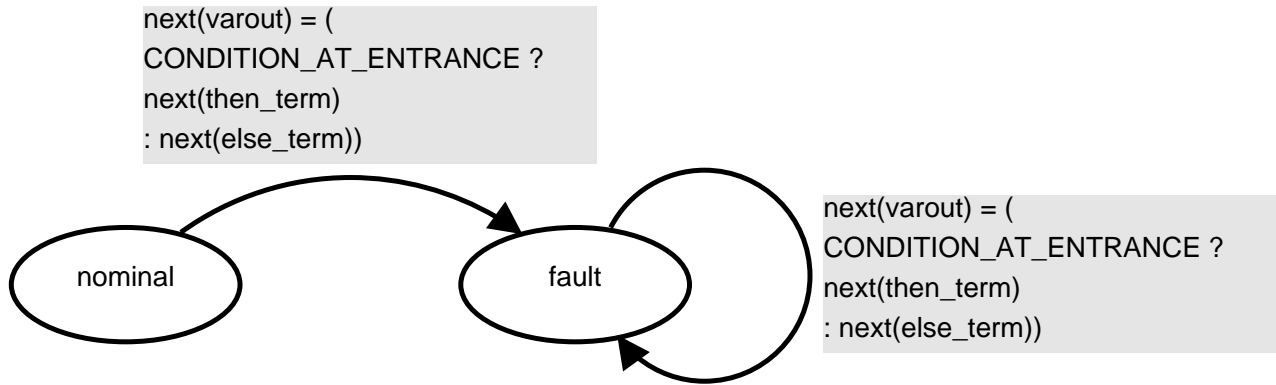 next(varout) = (
CONDITION_AT_ENTRANCE ?
next(then_term)
: next(else_term))
nominal
fault
next(varout) = (
CONDITION_AT_ENTRANCE ?
next(then_term)
: next(else_term))